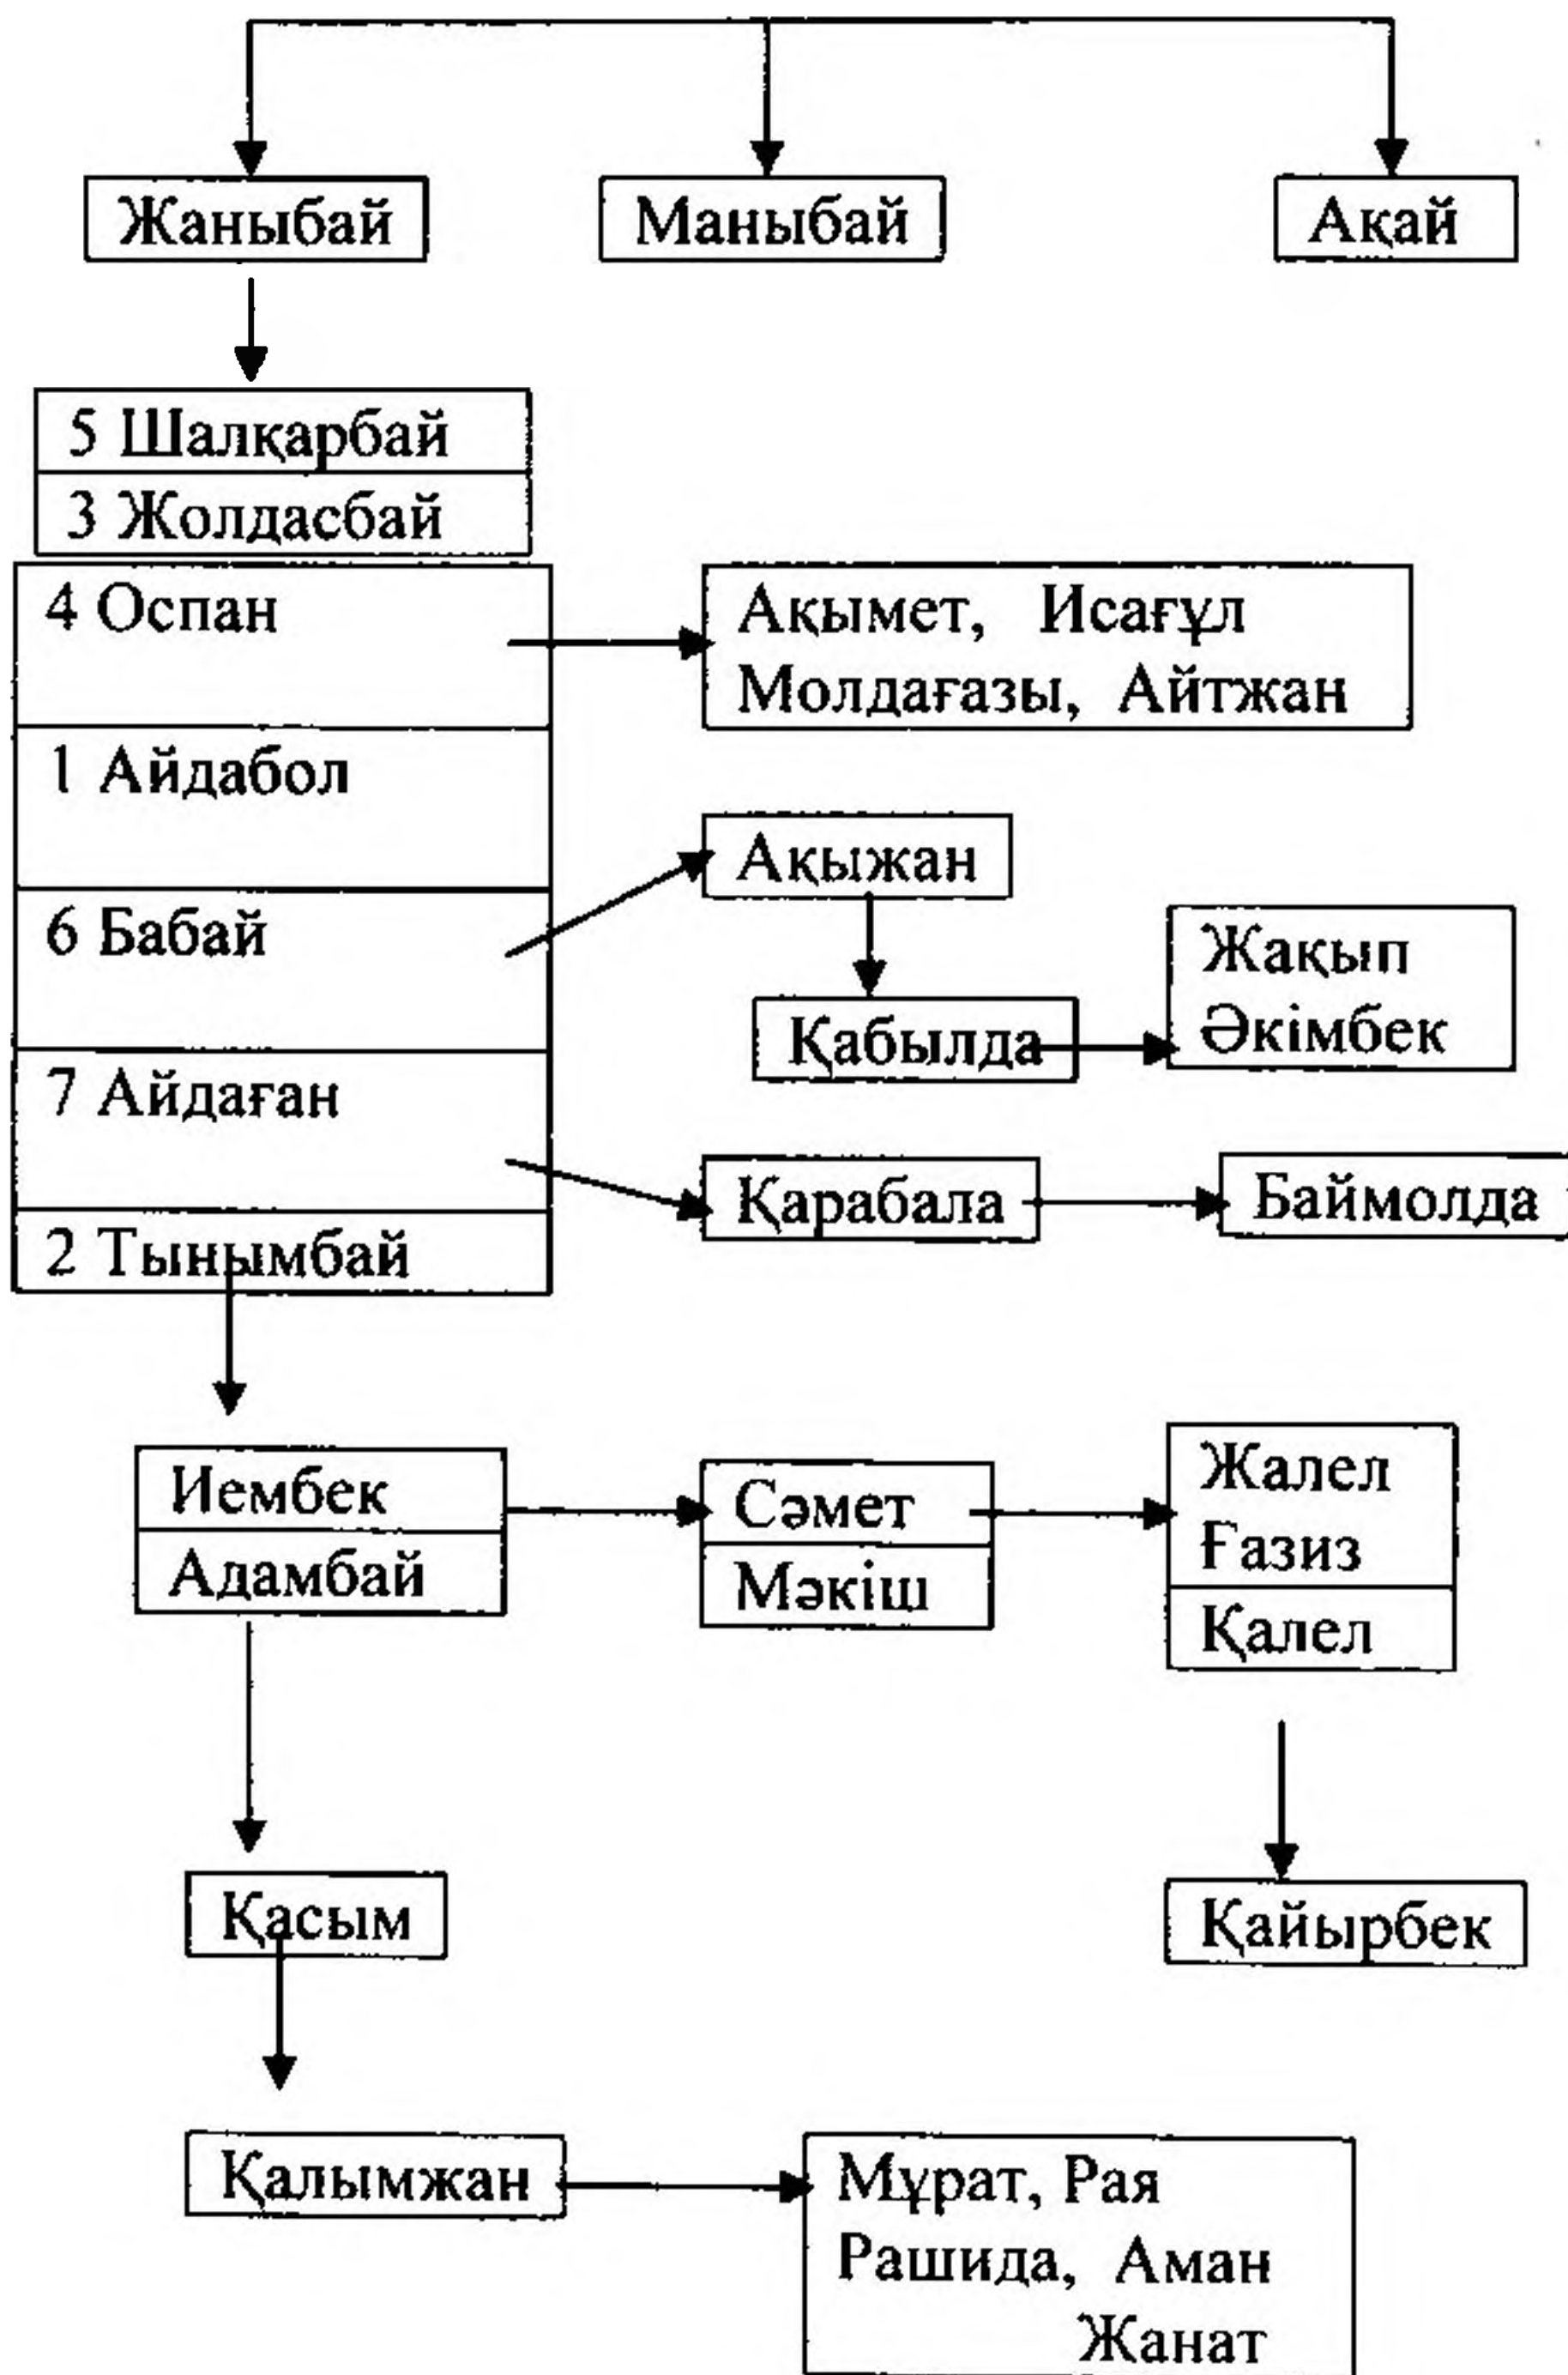 Жаныбай
Маныбай
Ақай
5 Шалқарбай
3 Жолдасбай
4 Оспан
Ақымет, Исағұл
Молдағазы, Айтжан
1 Айдабол
Ақыжан
6 Бабай
Жақып
Қабылда
Әкімбек
7 Айдаған
Қарабала
Баймолда
2 Тынымбай
Иембек
Адамбай
Сәмет
Мәкіш
Жалел
Ғазиз
Қалел
Қасым
Қайырбек
Қалымжан
Мұрат, Рая
Рашида, Аман
Жанат